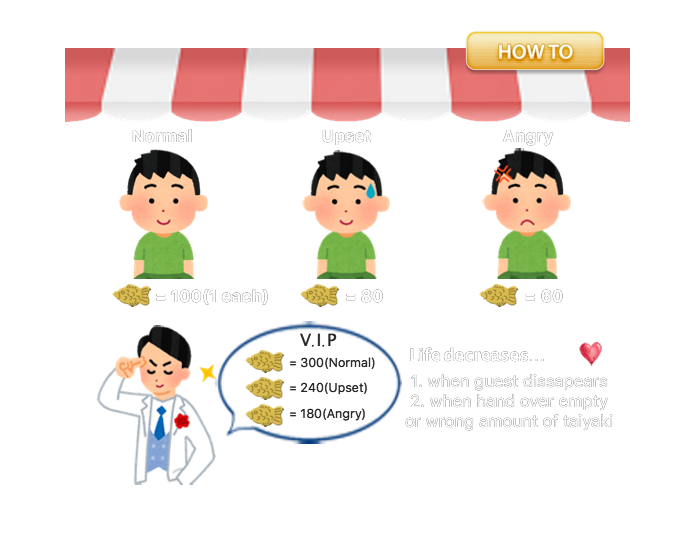 HOW TO
Normal Upset Angry
= 100(1 each) = 80 = 60
V.I.P
= 300(Normal)
= 240(Upset)
= 180(Angry)
Life decreases...
1. when guest dissapears
2. when hand over empty
or wrong amount of taiyaki